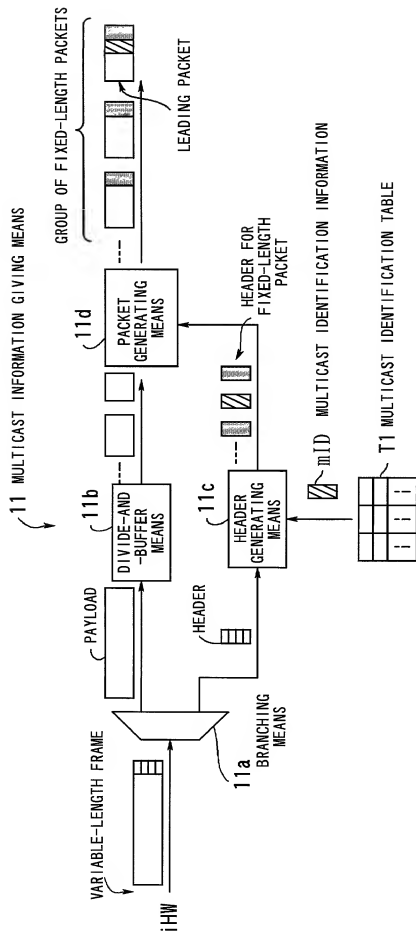 11 MULTICAST INFORMATION GIVING MEANS
GROUP OF FIXED-LENGTH PACKETS
LEADING PACKET
VARIABLE-LENGTH FRAME
PAYLOAD
11b
DIVIDE-AND
-BUFFER
MEANS
11d
PACKET
GENERATING
MEANS
iHW
11a
BRANCHING
MEANS
HEADER
11c
HEADER
GENERATING
MEANS
HEADER FOR
FIXED-LENGTH
PACKET
mID MULTICAST IDENTIFICATION INFORMATION
T1 MULTICAST IDENTIFICATION TABLE